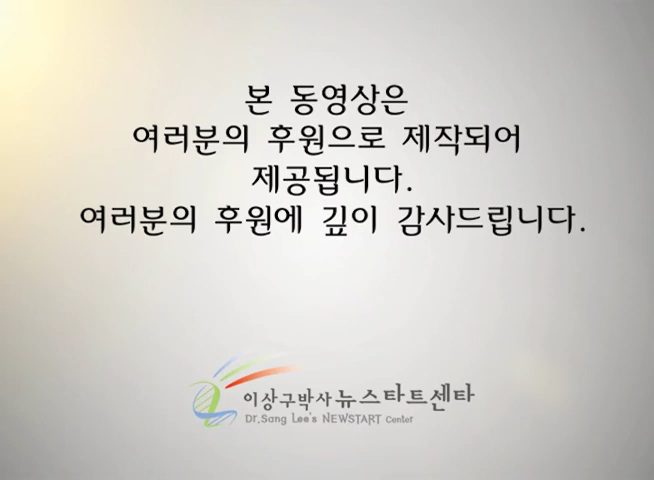 본 동영상은
여러분의 후원으로 제작되어
제공됩니다.
여러분의 후원에 깊이 감사드립니다.
이상구박사 뉴스타트센타
Dr.Sang Lee's NEWSTART Center